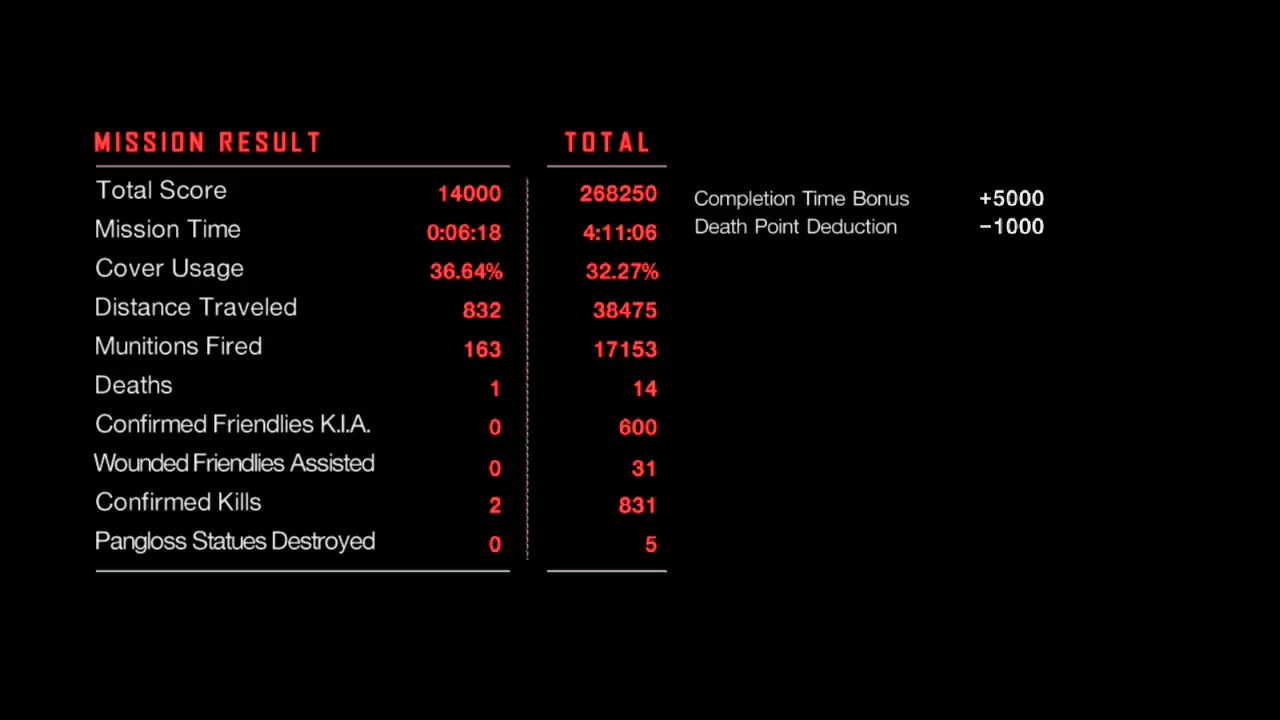 MISSION RESULT TOTAL
Total Score 14000 268250 Completion Time Bonus +5000
Mission Time 0:06:18 4:11:06 Death Point Deduction −1000
Cover Usage 36.64% 32.27%
Distance Traveled 832 38475
Munitions Fired 163 17153
Deaths 1 14
Confirmed Friendlies K.I.A. 0 600
Wounded Friendlies Assisted 0 31
Confirmed Kills 2 831
Pangloss Statues Destroyed 0 5